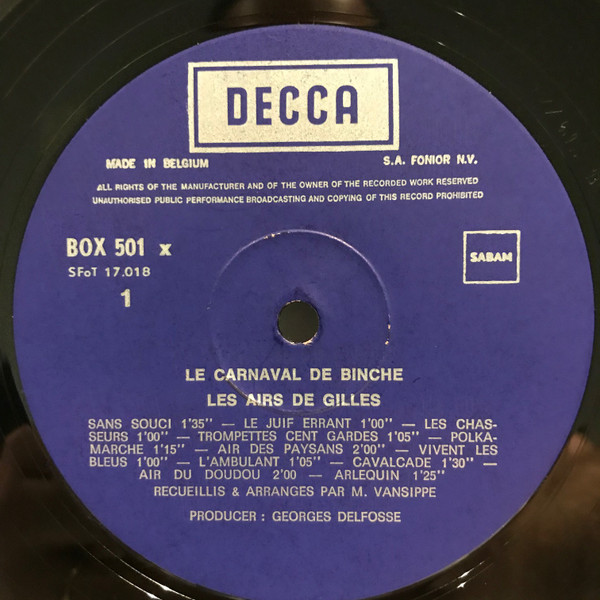 DECCA
MADE IN BELGIUM
S.A. FONIOR N.V.
ALL RIGHTS OF THE MANUFACTURER AND OF THE OWNER OF THE RECORDED WORK RESERVED
UNAUTHORISED PUBLIC PERFORMANCE BROADCASTING AND COPYING OF THIS RECORD PROHIBITED
BOX 501 x
SFoT 17.018
1
SABAM
LE CARNAVAL DE BINCHE
LES AIRS DE GILLES
SANS SOUCI 1'35" — LE JUIF ERRANT 1'00" — LES CHAS-
SEURS 1'00" — TROMPETTES CENT GARDES 1'05" — POLKA-
MARCHE 1'15" — AIR DES PAYSANS 2'00" — VIVENT LES
BLEUS 1'00" — L'AMBULANT 1'05" — CAVALCADE 1'30" —
AIR DU DOUDOU 2'00 — ARLEQUIN 1'25"
RECUEILLIS & ARRANGES PAR M. VANSIPPE
PRODUCER : GEORGES DELFOSSE